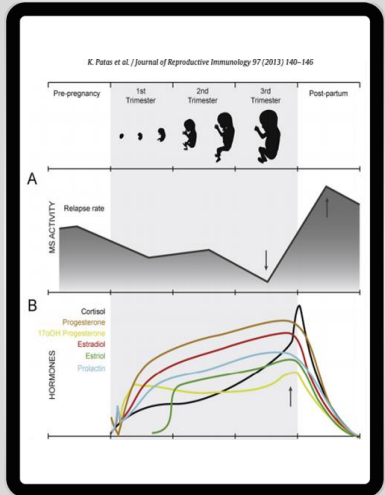 K. Patas et al. / Journal of Reproductive Immunology 97 (2013) 140–146
Pre-pregnancy
1st
Trimester
2nd
Trimester
3rd
Trimester
Post-partum
A
MS ACTIVITY
Relapse rate
B
HORMONES
Cortisol
Progesterone
17αOH Progesterone
Estradiol
Estriol
Prolactin